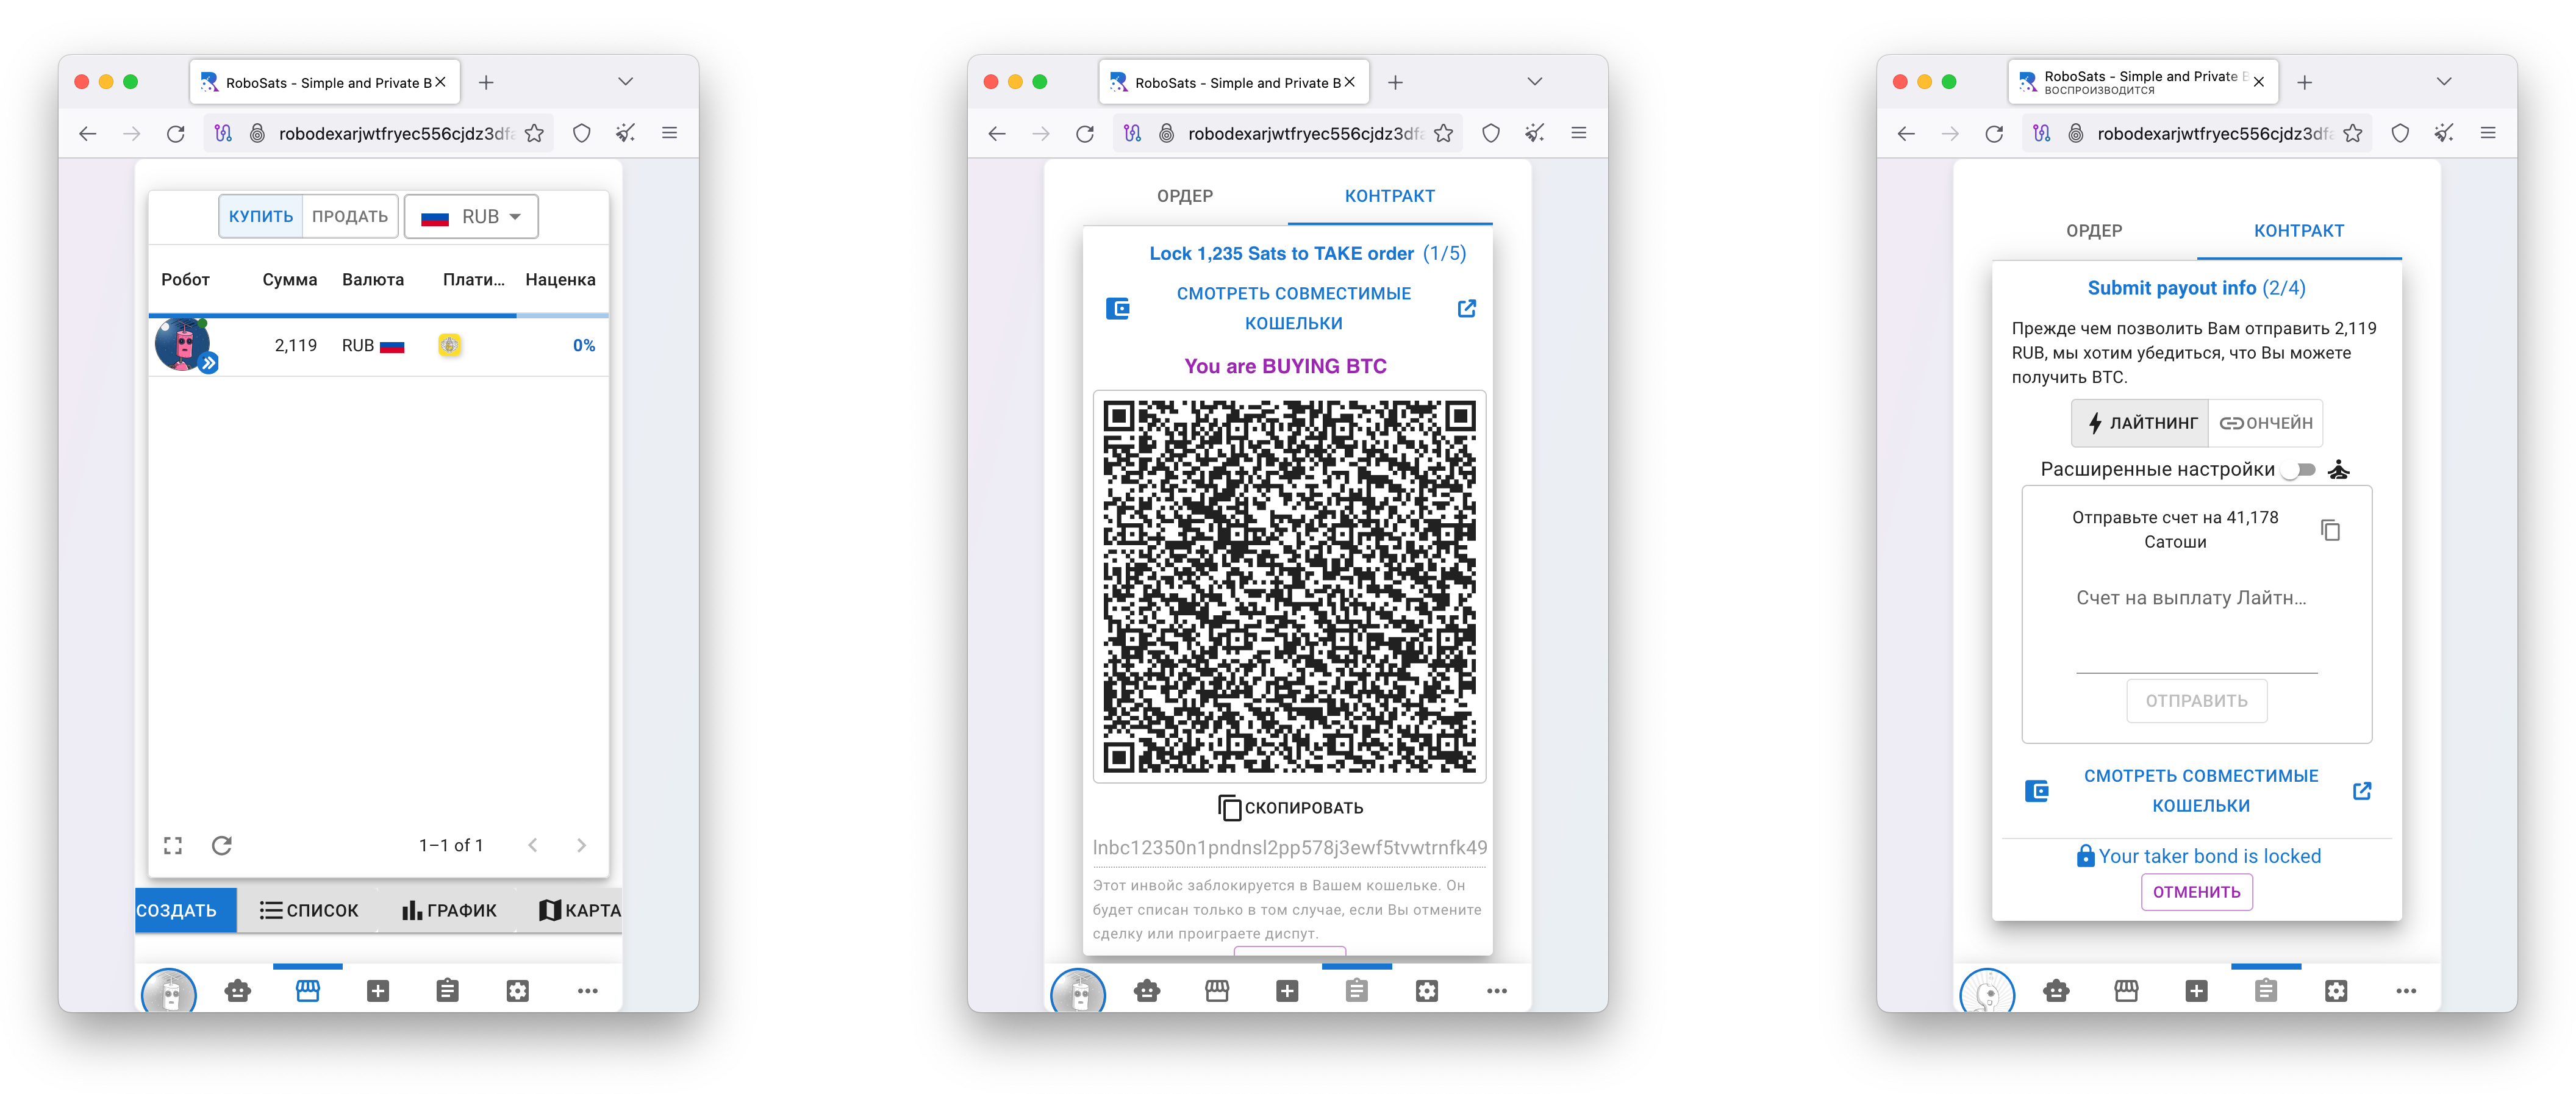 RoboSats - Simple and Private B
robodexarjwtfryec556cjdz3dfa
КУПИТЬ ПРОДАТЬ RUB
Робот Сумма Валюта Плати... Наценка
2,119 RUB 0%
1–1 of 1
СОЗДАТЬ СПИСОК ГРАФИК КАРТА
RoboSats - Simple and Private B
robodexarjwtfryec556cjdz3dfa
ОРДЕР КОНТРАКТ
Lock 1,235 Sats to TAKE order (1/5)
СМОТРЕТЬ СОВМЕСТИМЫЕ
КОШЕЛЬКИ
You are BUYING BTC
СКОПИРОВАТЬ
lnbc12350n1pndnsl2pp578j3ewf5tvwtrnfk49
Этот инвойс заблокируется в Вашем кошельке. Он
будет списан только в том случае, если Вы отмените
сделку или проиграете диспут.
RoboSats - Simple and Private B
ВОСПРОИЗВОДИТСЯ
robodexarjwtfryec556cjdz3dfa
ОРДЕР КОНТРАКТ
Submit payout info (2/4)
Прежде чем позволить Вам отправить 2,119
RUB, мы хотим убедиться, что Вы можете
получить BTC.
ЛАЙТНИНГ ОНЧЕЙН
Расширенные настройки
Отправьте счет на 41,178
Сатоши
Счет на выплату Лайтн...
ОТПРАВИТЬ
СМОТРЕТЬ СОВМЕСТИМЫЕ
КОШЕЛЬКИ
Your taker bond is locked
ОТМЕНИТЬ